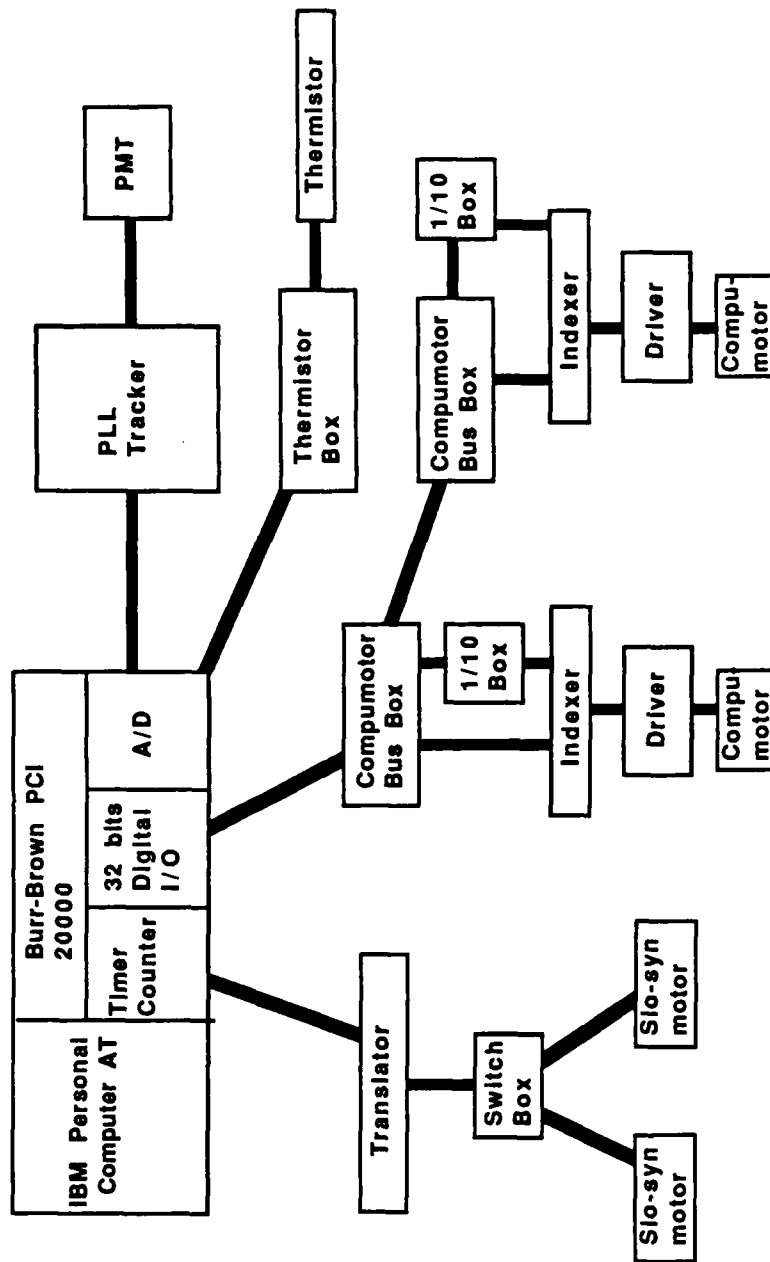 IBM Personal
Computer AT
Burr-Brown PCI
20000
Timer
Counter
32 bits
Digital
I/O
A/D
PLL
Tracker
PMT
Thermistor
Box
Thermistor
Translator
Switch
Box
Slo-syn
motor
Slo-syn
motor
Compumotor
Bus Box
1/10
Box
Indexer
Driver
Compu-
motor
Compumotor
Bus Box
1/10
Box
Indexer
Driver
Compu-
motor